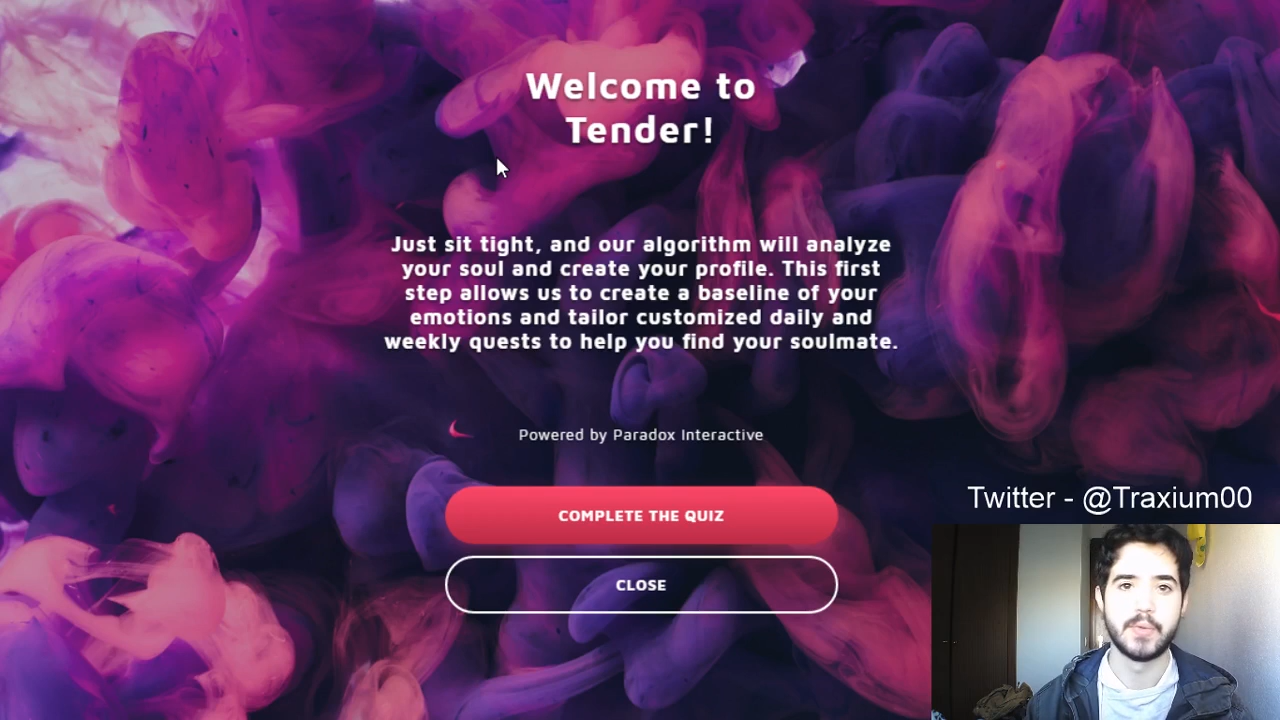 Welcome to
Tender!
Just sit tight, and our algorithm will analyze
your soul and create your profile. This first
step allows us to create a baseline of your
emotions and tailor customized daily and
weekly quests to help you find your soulmate.
Powered by Paradox Interactive
COMPLETE THE QUIZ
CLOSE
Twitter - @Traxium00